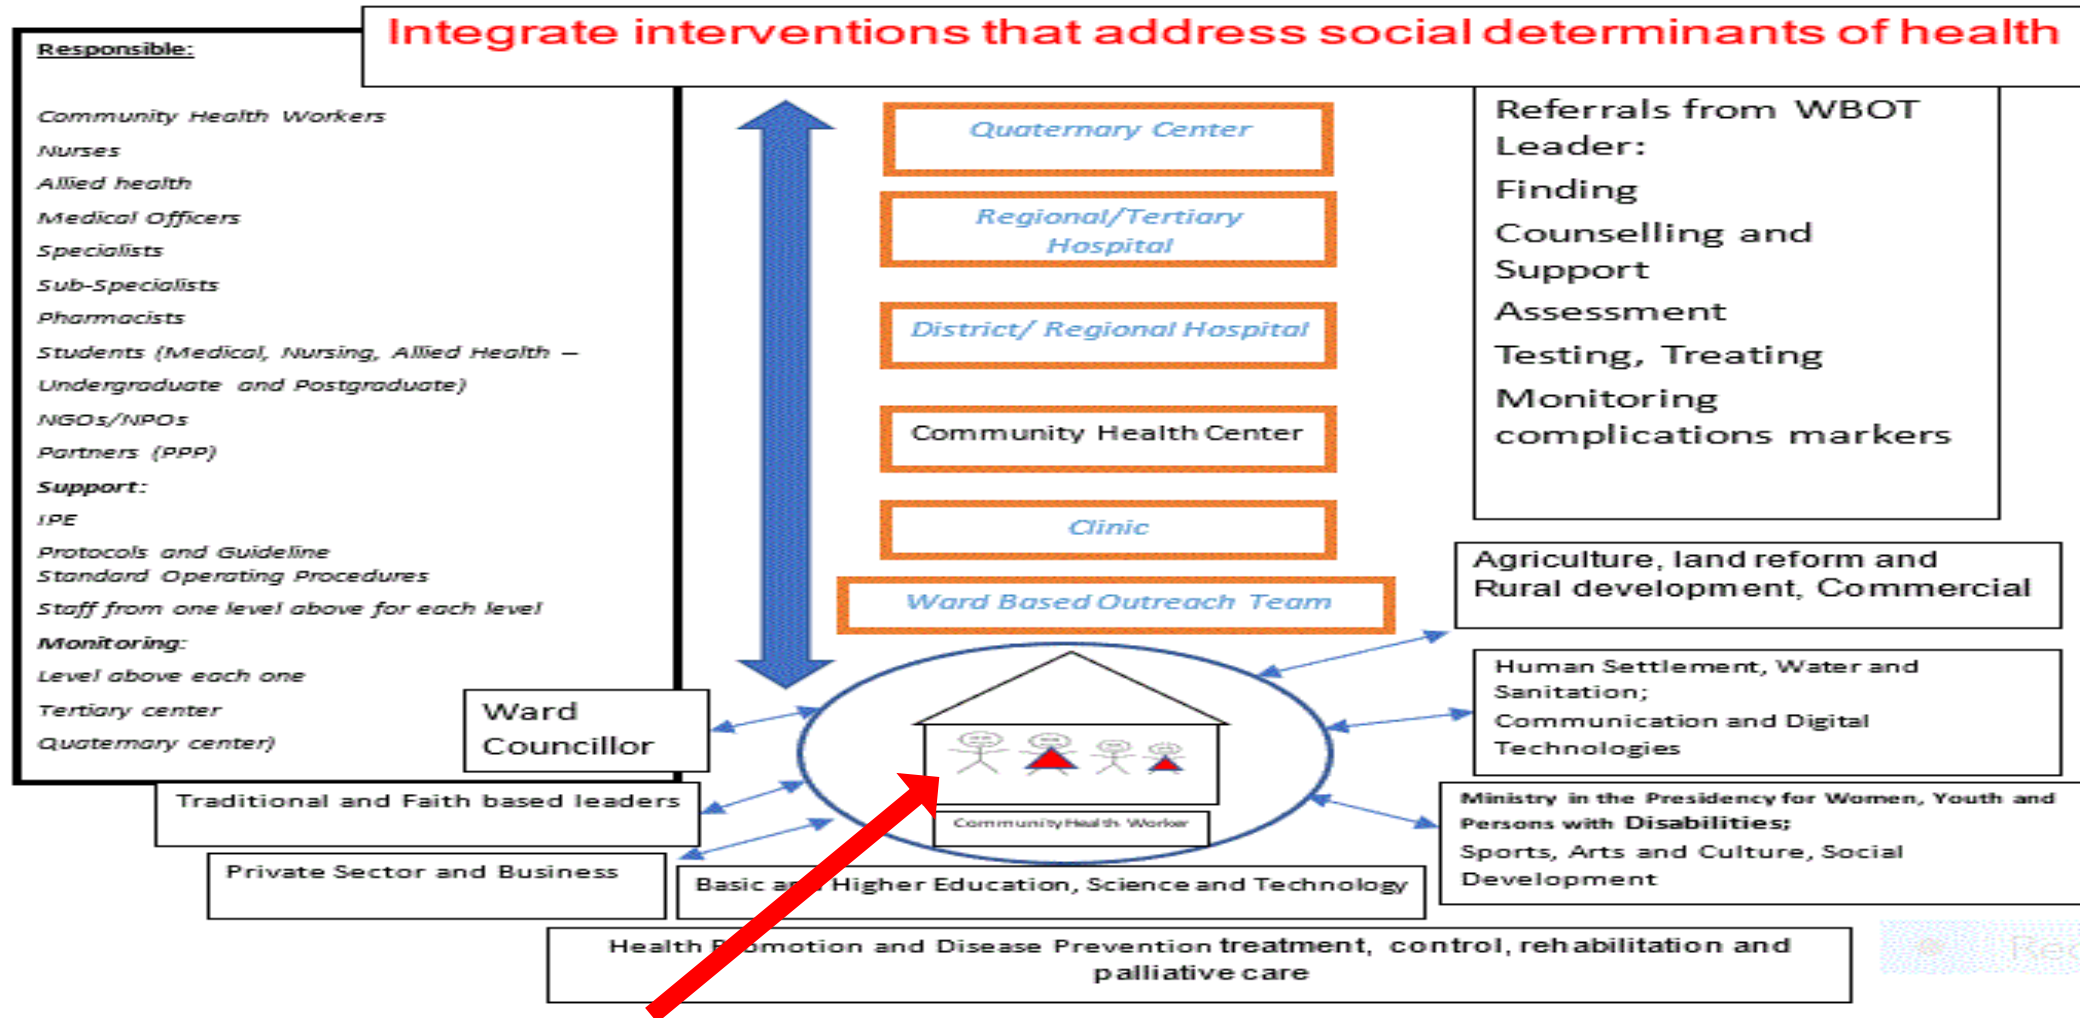 Integrate interventions that address social determinants of health
Responsible:
Community Health Workers
Nurses
Allied health
Medical Officers
Specialists
Sub-Specialists
Pharmacists
Students (Medical, Nursing, Allied Health –
Undergraduate and Postgraduate)
NGOs/NPOs
Partners (PPP)
Support:
IPE
Protocols and Guideline
Standard Operating Procedures
Staff from one level above for each level
Monitoring:
Level above each one
Tertiary center
Quaternary center)
Quaternary Center
Regional/Tertiary
Hospital
District/ Regional Hospital
Community Health Center
Clinic
Ward Based Outreach Team
Referrals from WBOT
Leader:
Finding
Counselling and
Support
Assessment
Testing, Treating
Monitoring
complications markers
Agriculture, land reform and
Rural development, Commercial
Human Settlement, Water and
Sanitation;
Communication and Digital
Technologies
Ministry in the Presidency for Women, Youth and
Persons with Disabilities;
Sports, Arts and Culture, Social
Development
Ward
Councillor
Traditional and Faith based leaders
Private Sector and Business
Community Health Worker
Basic and Higher Education, Science and Technology
Health Promotion and Disease Prevention treatment, control, rehabilitation and
palliative care